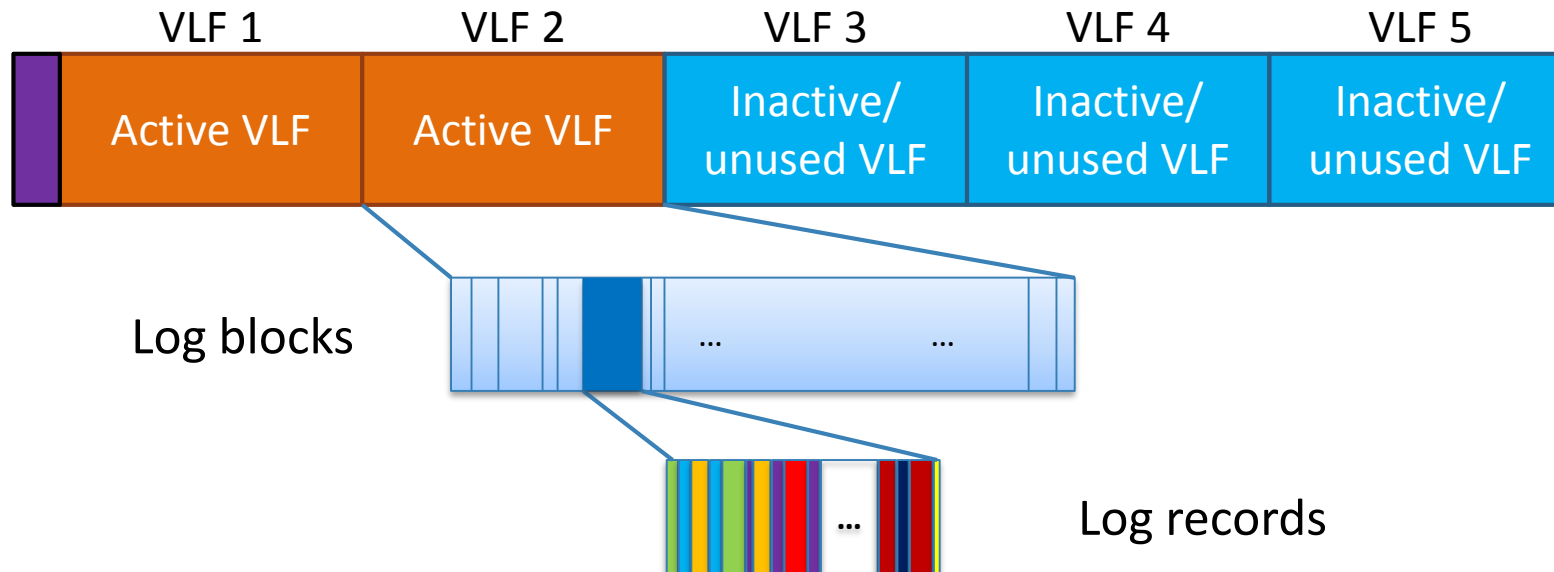 VLF 1 VLF 2 VLF 3 VLF 4 VLF 5
Active VLF Active VLF Inactive/ Inactive/ Inactive/
unused VLF unused VLF unused VLF
Log blocks ... ...
... Log records